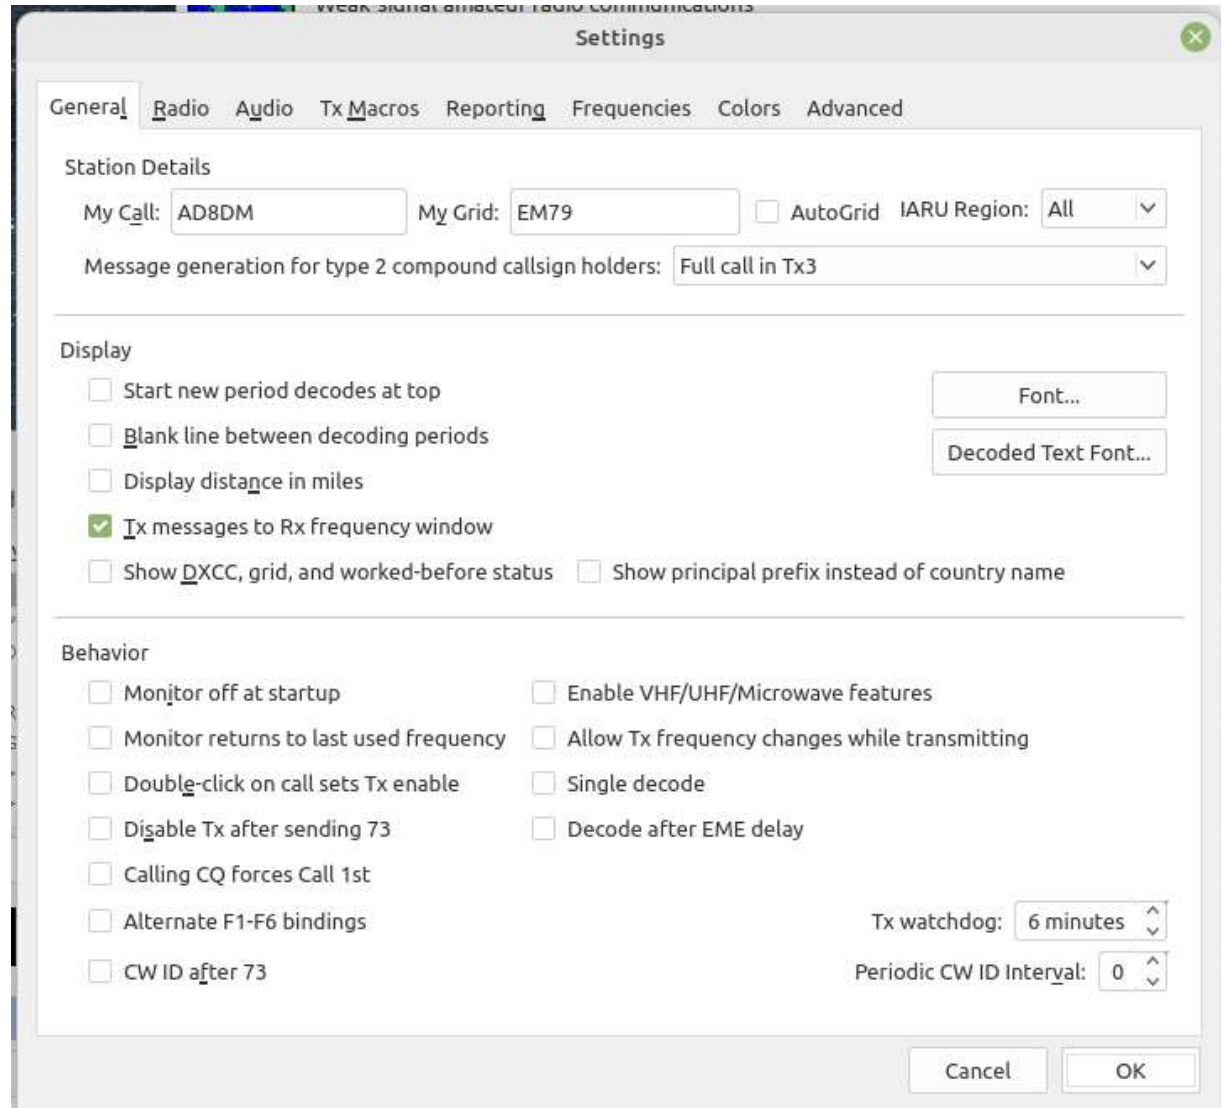 Weak signal amateur radio communications
Settings
General Radio Audio Tx Macros Reporting Frequencies Colors Advanced
Station Details
My Call: AD8DM My Grid: EM79 AutoGrid IARU Region: All
Message generation for type 2 compound callsign holders: Full call in Tx3
Display
Start new period decodes at top
Font...
Blank line between decoding periods
Decoded Text Font...
Display distance in miles
Tx messages to Rx frequency window
Show DXCC, grid, and worked-before status Show principal prefix instead of country name
Behavior
Monitor off at startup Enable VHF/UHF/Microwave features
Monitor returns to last used frequency Allow Tx frequency changes while transmitting
Double-click on call sets Tx enable Single decode
Disable Tx after sending 73 Decode after EME delay
Calling CQ forces Call 1st
Alternate F1-F6 bindings Tx watchdog: 6 minutes
CW ID after 73 Periodic CW ID Interval: 0
Cancel OK